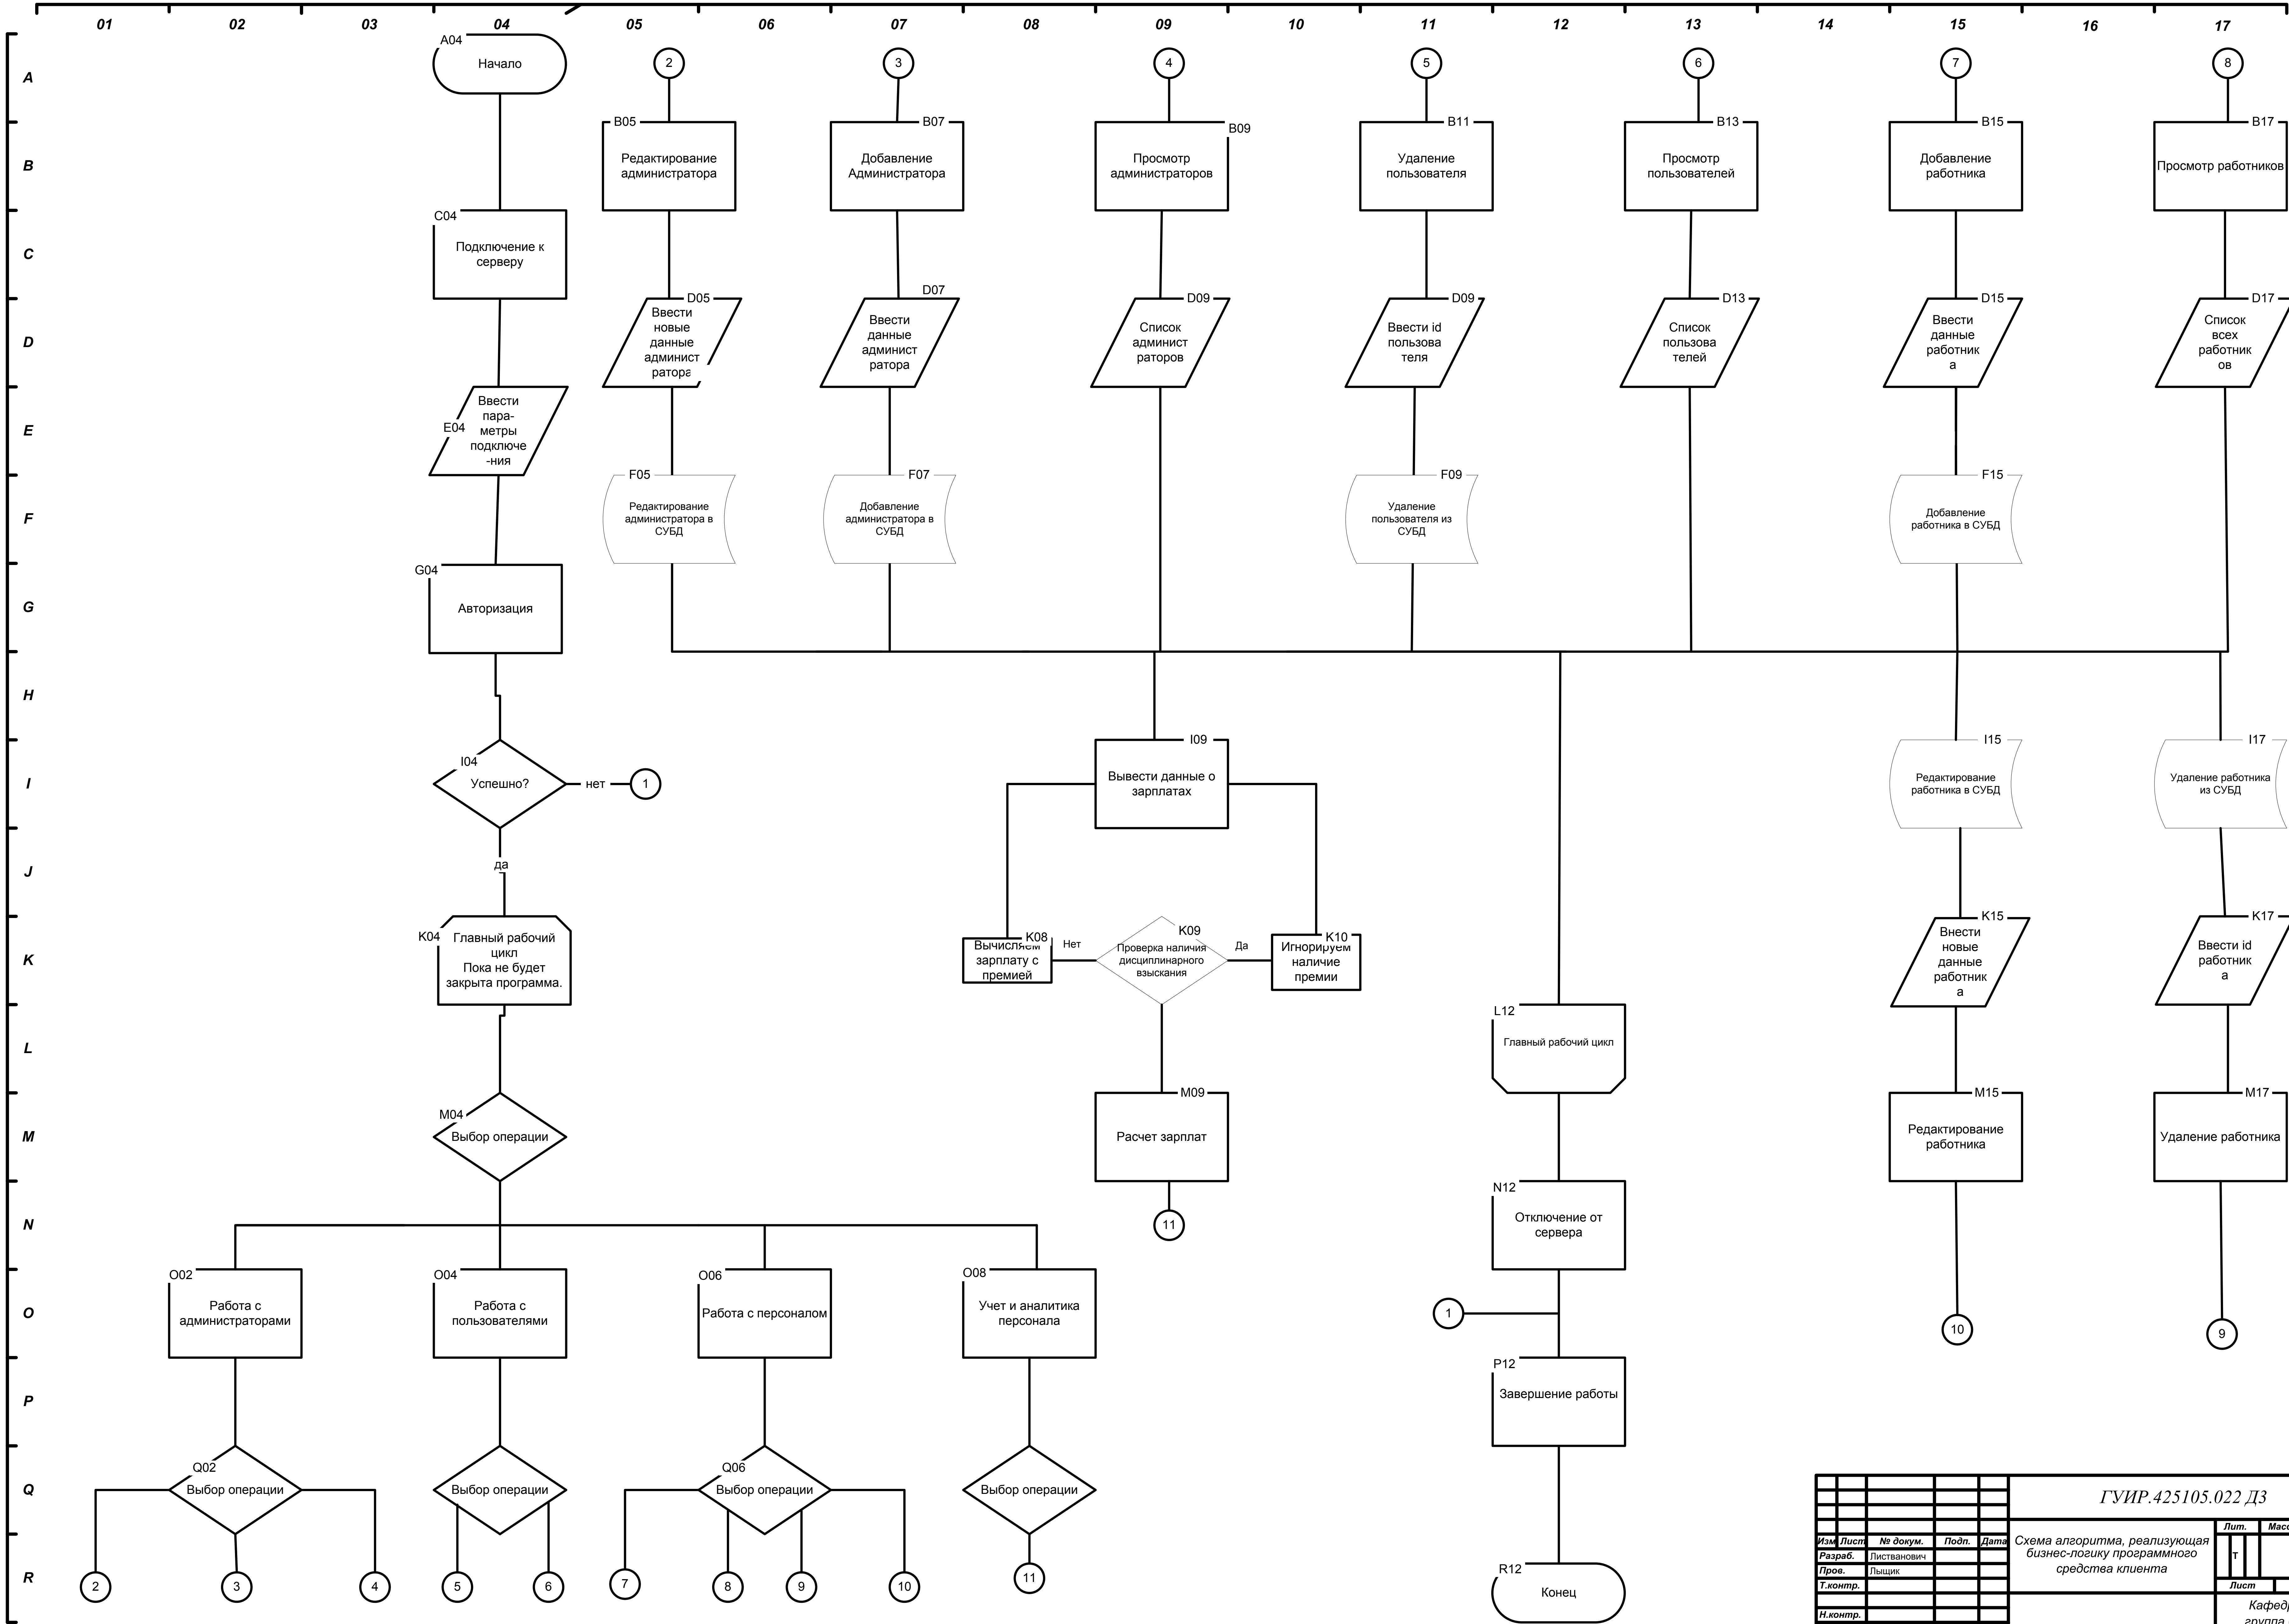 01 02 03 04 05 06 07 08 09 10 11 12 13 14 15 16 17
A
B
C
D
E
F
G
H
I
J
K
L
M
N
O
P
Q
R
A04
Начало
C04
Подключение к
серверу
E04
Ввести
пара-
метры
подключе
-ния
G04
Авторизация
I04
Успешно?
нет
1
да
K04
Главный рабочий
цикл
Пока не будет
закрыта программа.
M04
Выбор операции
O02
Работа с
администраторами
O04
Работа с
пользователями
O06
Работа с персоналом
O08
Учет и аналитика
персонала
Q02
Выбор операции
Выбор операции
Q06
Выбор операции
Выбор операции
2
3
4
5
6
7
8
9
10
11
2
B05
Редактирование
администратора
D05
Ввести
новые
данные
админист
ратора
F05
Редактирование
администратора в
СУБД
3
B07
Добавление
Администратора
D07
Ввести
данные
админист
ратора
F07
Добавление
администратора в
СУБД
4
B09
Просмотр
администраторов
D09
Список
админист
раторов
5
B11
Удаление
пользователя
D09
Ввести id
пользова
теля
F09
Удаление
пользователя из
СУБД
6
B13
Просмотр
пользователей
D13
Список
пользова
телей
7
B15
Добавление
работника
D15
Ввести
данные
работник
а
F15
Добавление
работника в СУБД
8
B17
Просмотр работников
D17
Список
всех
работник
ов
I09
Вывести данные о
зарплатах
K08
Вычисляем
зарплату с
премией
Нет
K09
Проверка наличия
дисциплинарного
взыскания
Да
K10
Игнорируем
наличие
премии
M09
Расчет зарплат
11
L12
Главный рабочий цикл
N12
Отключение от
сервера
1
P12
Завершение работы
R12
Конец
I15
Редактирование
работника в СУБД
K15
Внести
новые
данные
работник
а
M15
Редактирование
работника
10
I17
Удаление работника
из СУБД
K17
Ввести id
работник
а
M17
Удаление работника
9
ГУИР.425105.022 Д3
Изм Лист № докум. Подп. Дата
Разраб. Листванович
Пров. Лыщик
Т.контр.
Н.контр.
Схема алгоритма, реализующая
бизнес-логику программного
средства клиента
Лит. Масс
Т
Лист
Кафед
группа